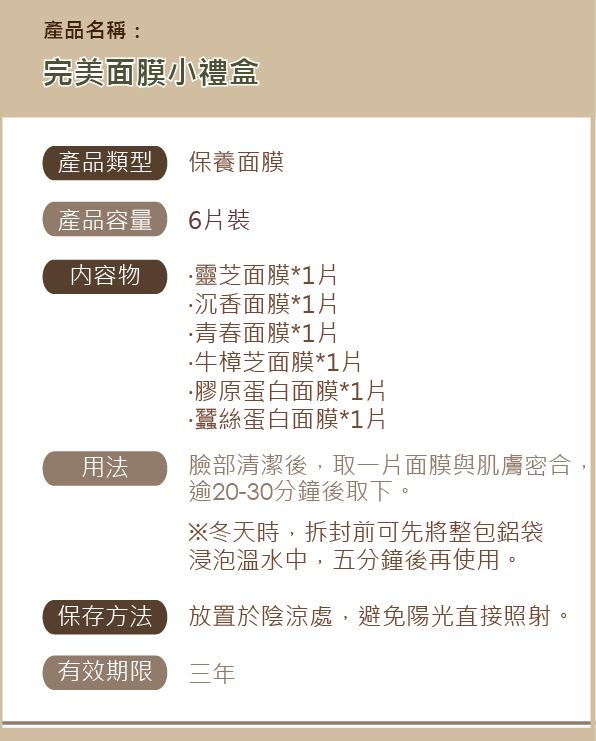 產品名稱：
完美面膜小禮盒
產品類型 保養面膜
產品容量 6片裝
內容物 ·靈芝面膜*1片
·沉香面膜*1片
·青春面膜*1片
·牛樟芝面膜*1片
·膠原蛋白面膜*1片
·蠶絲蛋白面膜*1片
用法 臉部清潔後，取一片面膜與肌膚密合，
逾20-30分鐘後取下。
※冬天時，拆封前可先將整包鋁袋
浸泡溫水中，五分鐘後再使用。
保存方法 放置於陰涼處，避免陽光直接照射。
有效期限 三年